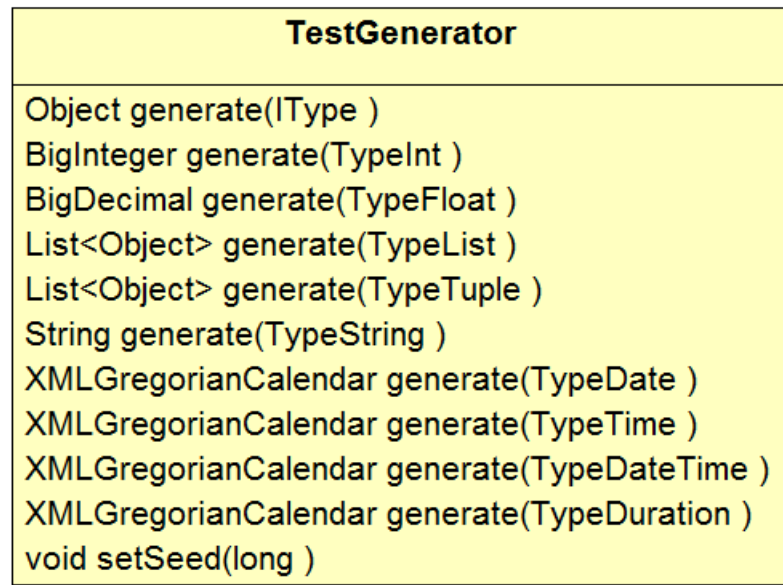 TestGenerator
Object generate(IType )
BigInteger generate(TypeInt )
BigDecimal generate(TypeFloat )
List<Object> generate(TypeList )
List<Object> generate(TypeTuple )
String generate(TypeString )
XMLGregorianCalendar generate(TypeDate )
XMLGregorianCalendar generate(TypeTime )
XMLGregorianCalendar generate(TypeDateTime )
XMLGregorianCalendar generate(TypeDuration )
void setSeed(long )